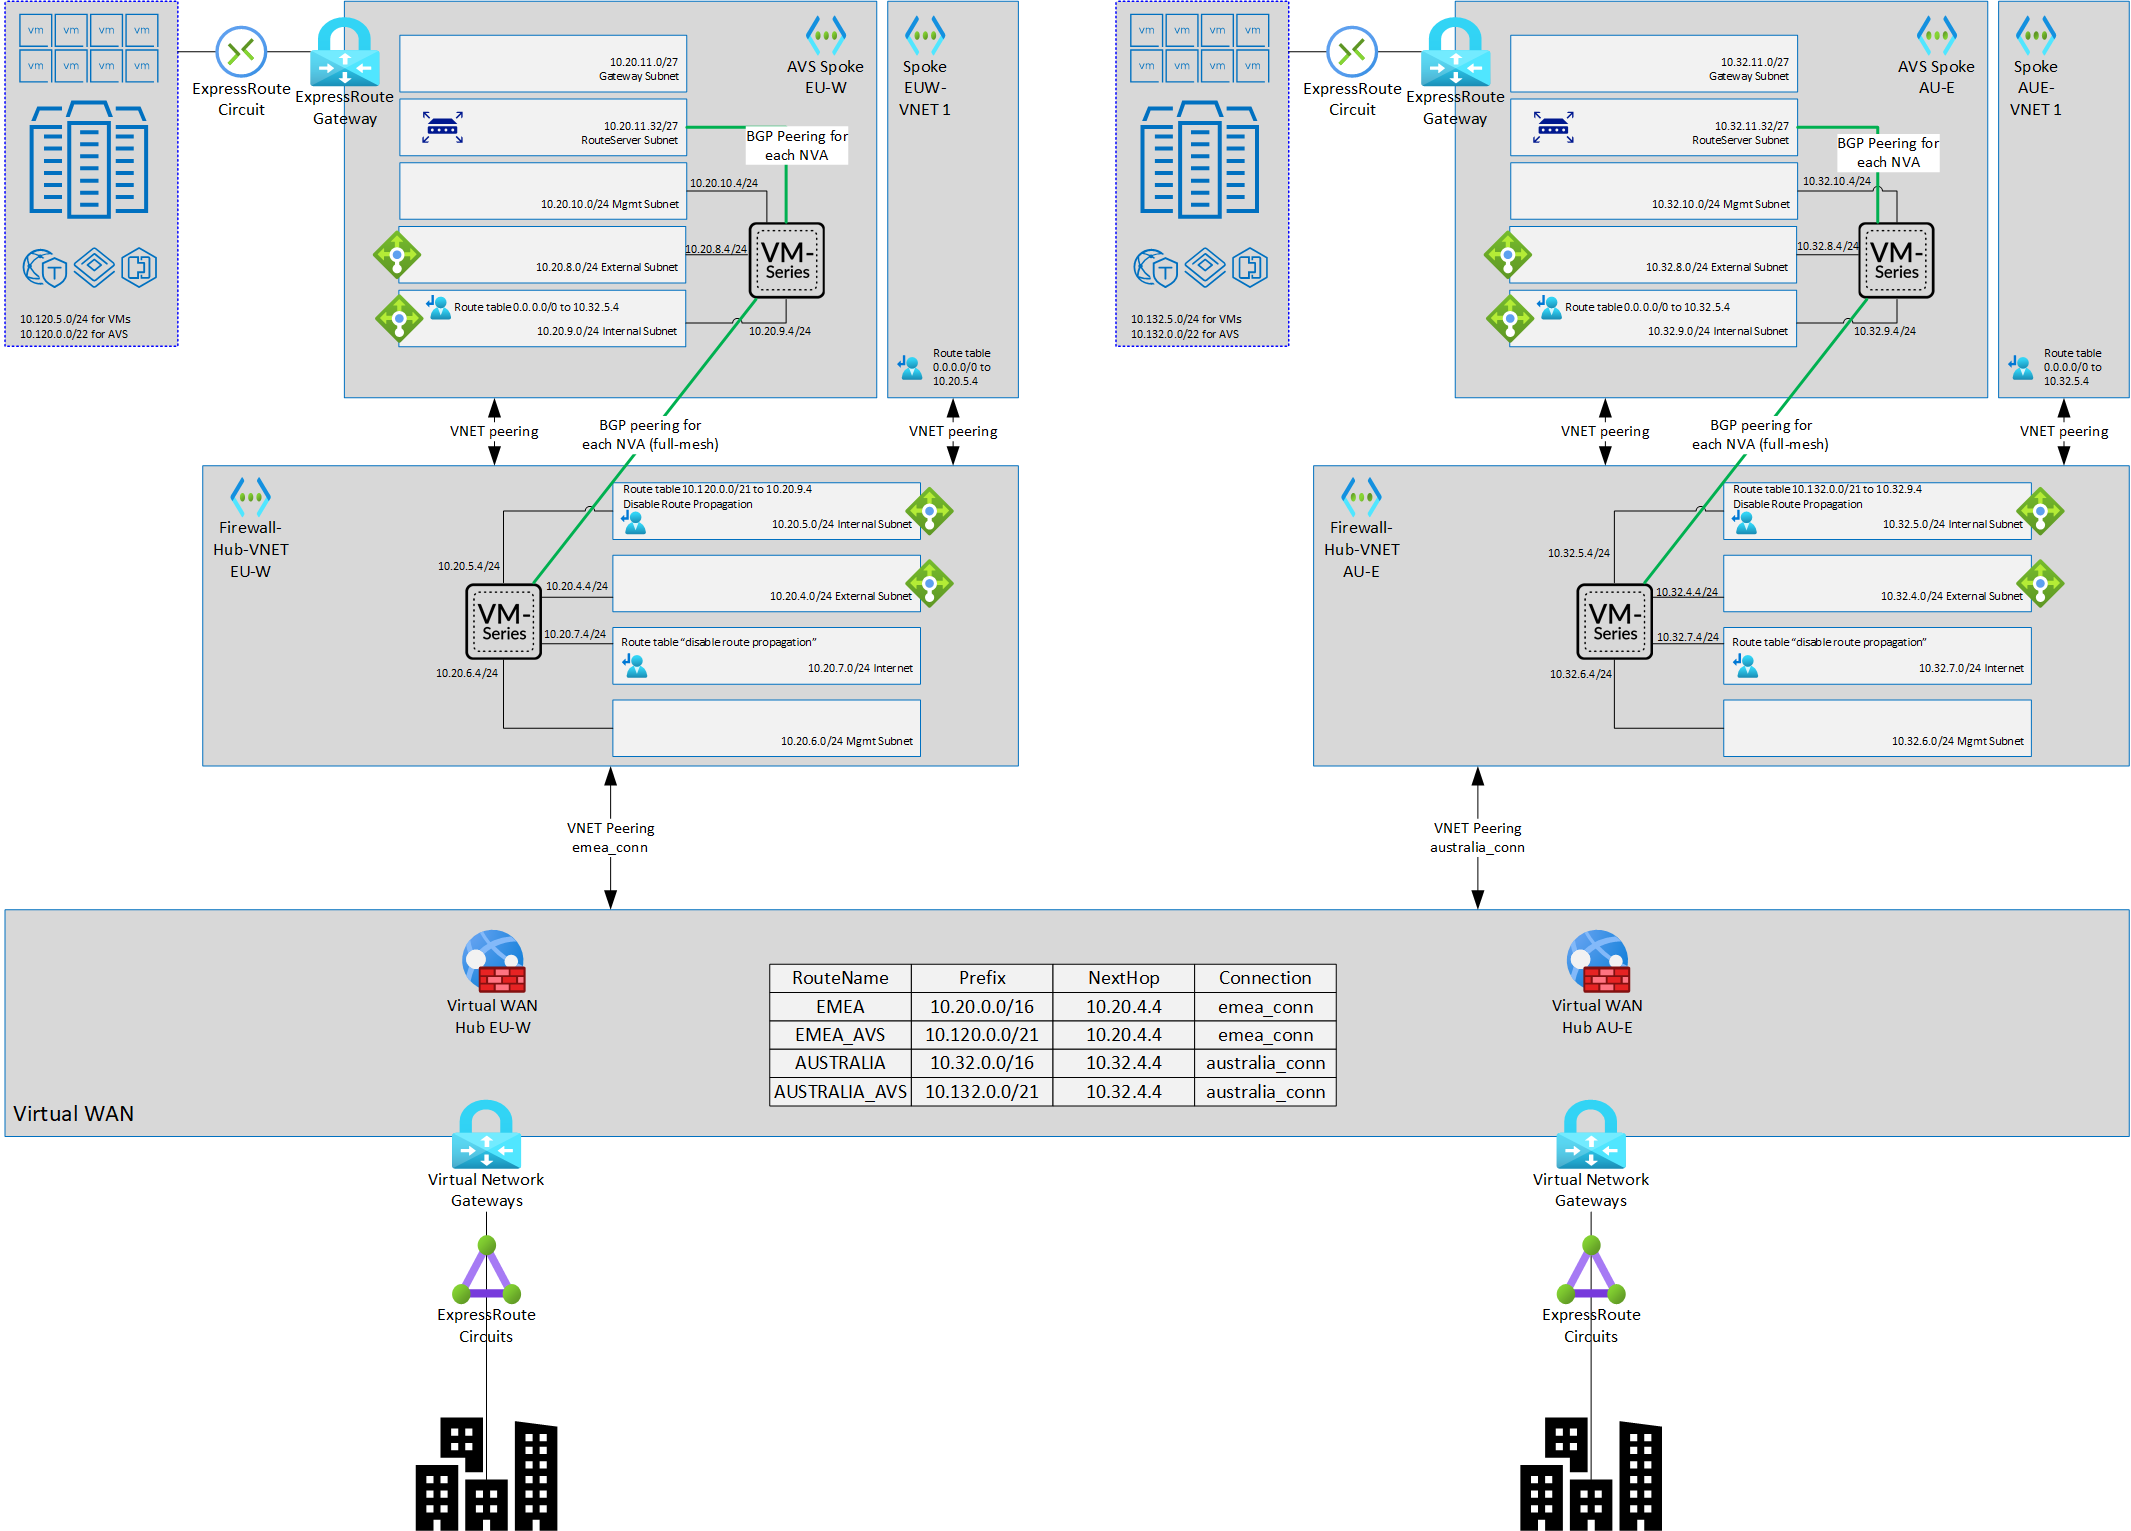 vm vm vm vm
vm vm vm vm
10.120.5.0/24 for VMs
10.120.0.0/22 for AVS
ExpressRoute
Circuit
ExpressRoute
Gateway
10.20.11.0/27
Gateway Subnet
10.20.11.32/27
RouteServer Subnet
10.20.10.0/24 Mgmt Subnet
10.20.8.0/24 External Subnet
Route table 0.0.0.0/0 to 10.32.5.4
10.20.9.0/24 Internal Subnet
AVS Spoke
EU-W
BGP Peering for
each NVA
10.20.10.4/24
10.20.8.4/24
VM-
Series
10.20.9.4/24
Spoke
EUW-
VNET 1
Route table
0.0.0.0/0 to
10.20.5.4
VNET peering
BGP peering for
each NVA (full-mesh)
VNET peering
Firewall-
Hub-VNET
EU-W
Route table 10.120.0.0/21 to 10.20.9.4
Disable Route Propagation
10.20.5.0/24 Internal Subnet
10.20.5.4/24
10.20.4.4/24
10.20.4.0/24 External Subnet
VM-
Series
10.20.7.4/24
Route table “disable route propagation”
10.20.7.0/24 Internet
10.20.6.4/24
10.20.6.0/24 Mgmt Subnet
VNET Peering
emea_conn
vm vm vm vm
vm vm vm vm
10.132.5.0/24 for VMs
10.132.0.0/22 for AVS
ExpressRoute
Circuit
ExpressRoute
Gateway
10.32.11.0/27
Gateway Subnet
10.32.11.32/27
RouteServer Subnet
10.32.10.0/24 Mgmt Subnet
10.32.8.0/24 External Subnet
Route table 0.0.0.0/0 to 10.32.5.4
10.32.9.0/24 Internal Subnet
AVS Spoke
AU-E
BGP Peering for
each NVA
10.32.10.4/24
10.32.8.4/24
VM-
Series
10.32.9.4/24
Spoke
AUE-
VNET 1
Route table
0.0.0.0/0 to
10.32.5.4
VNET peering
BGP peering for
each NVA (full-mesh)
VNET peering
Firewall-
Hub-VNET
AU-E
Route table 10.132.0.0/21 to 10.32.9.4
Disable Route Propagation
10.32.5.0/24 Internal Subnet
10.32.5.4/24
10.32.4.4/24
10.32.4.0/24 External Subnet
VM-
Series
10.32.7.4/24
Route table “disable route propagation”
10.32.7.0/24 Internet
10.32.6.4/24
10.32.6.0/24 Mgmt Subnet
VNET Peering
australia_conn
Virtual WAN
Hub EU-W
RouteName Prefix NextHop Connection
EMEA 10.20.0.0/16 10.20.4.4 emea_conn
EMEA_AVS 10.120.0.0/21 10.20.4.4 emea_conn
AUSTRALIA 10.32.0.0/16 10.32.4.4 australia_conn
AUSTRALIA_AVS 10.132.0.0/21 10.32.4.4 australia_conn
Virtual WAN
Hub AU-E
Virtual WAN
Virtual Network
Gateways
ExpressRoute
Circuits
Virtual Network
Gateways
ExpressRoute
Circuits